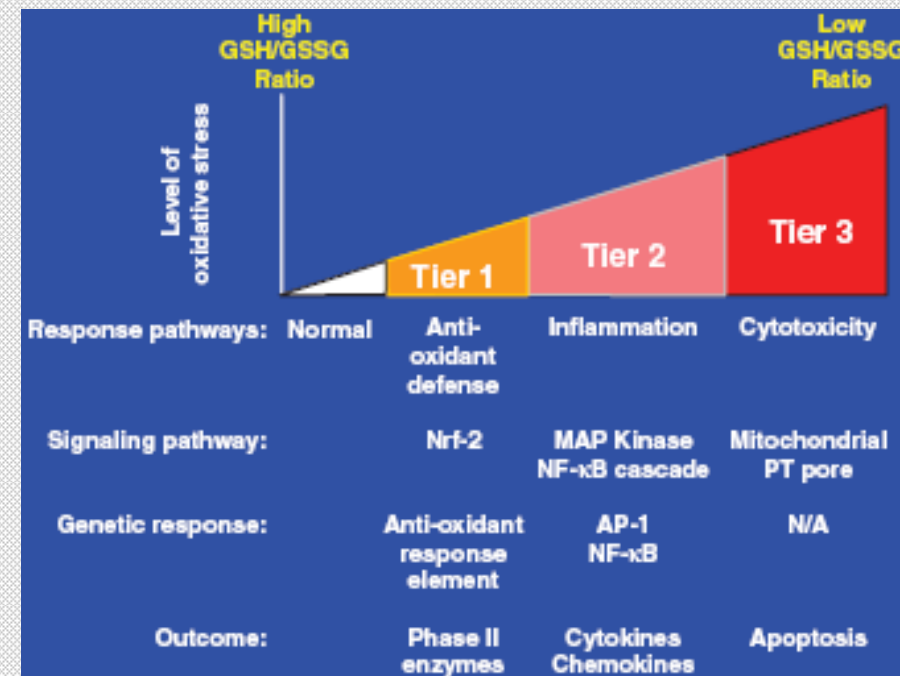 High
GSH/GSSG
Ratio
Low
GSH/GSSG
Ratio
Level of
oxidative stress
Tier 1
Tier 2
Tier 3
Response pathways:
Normal
Anti-
oxidant
defense
Inflammation
Cytotoxicity
Signaling pathway:
Nrf-2
MAP Kinase
NF-κB cascade
Mitochondrial
PT pore
Genetic response:
Anti-oxidant
response
element
AP-1
NF-κB
N/A
Outcome:
Phase II
enzymes
Cytokines
Chemokines
Apoptosis